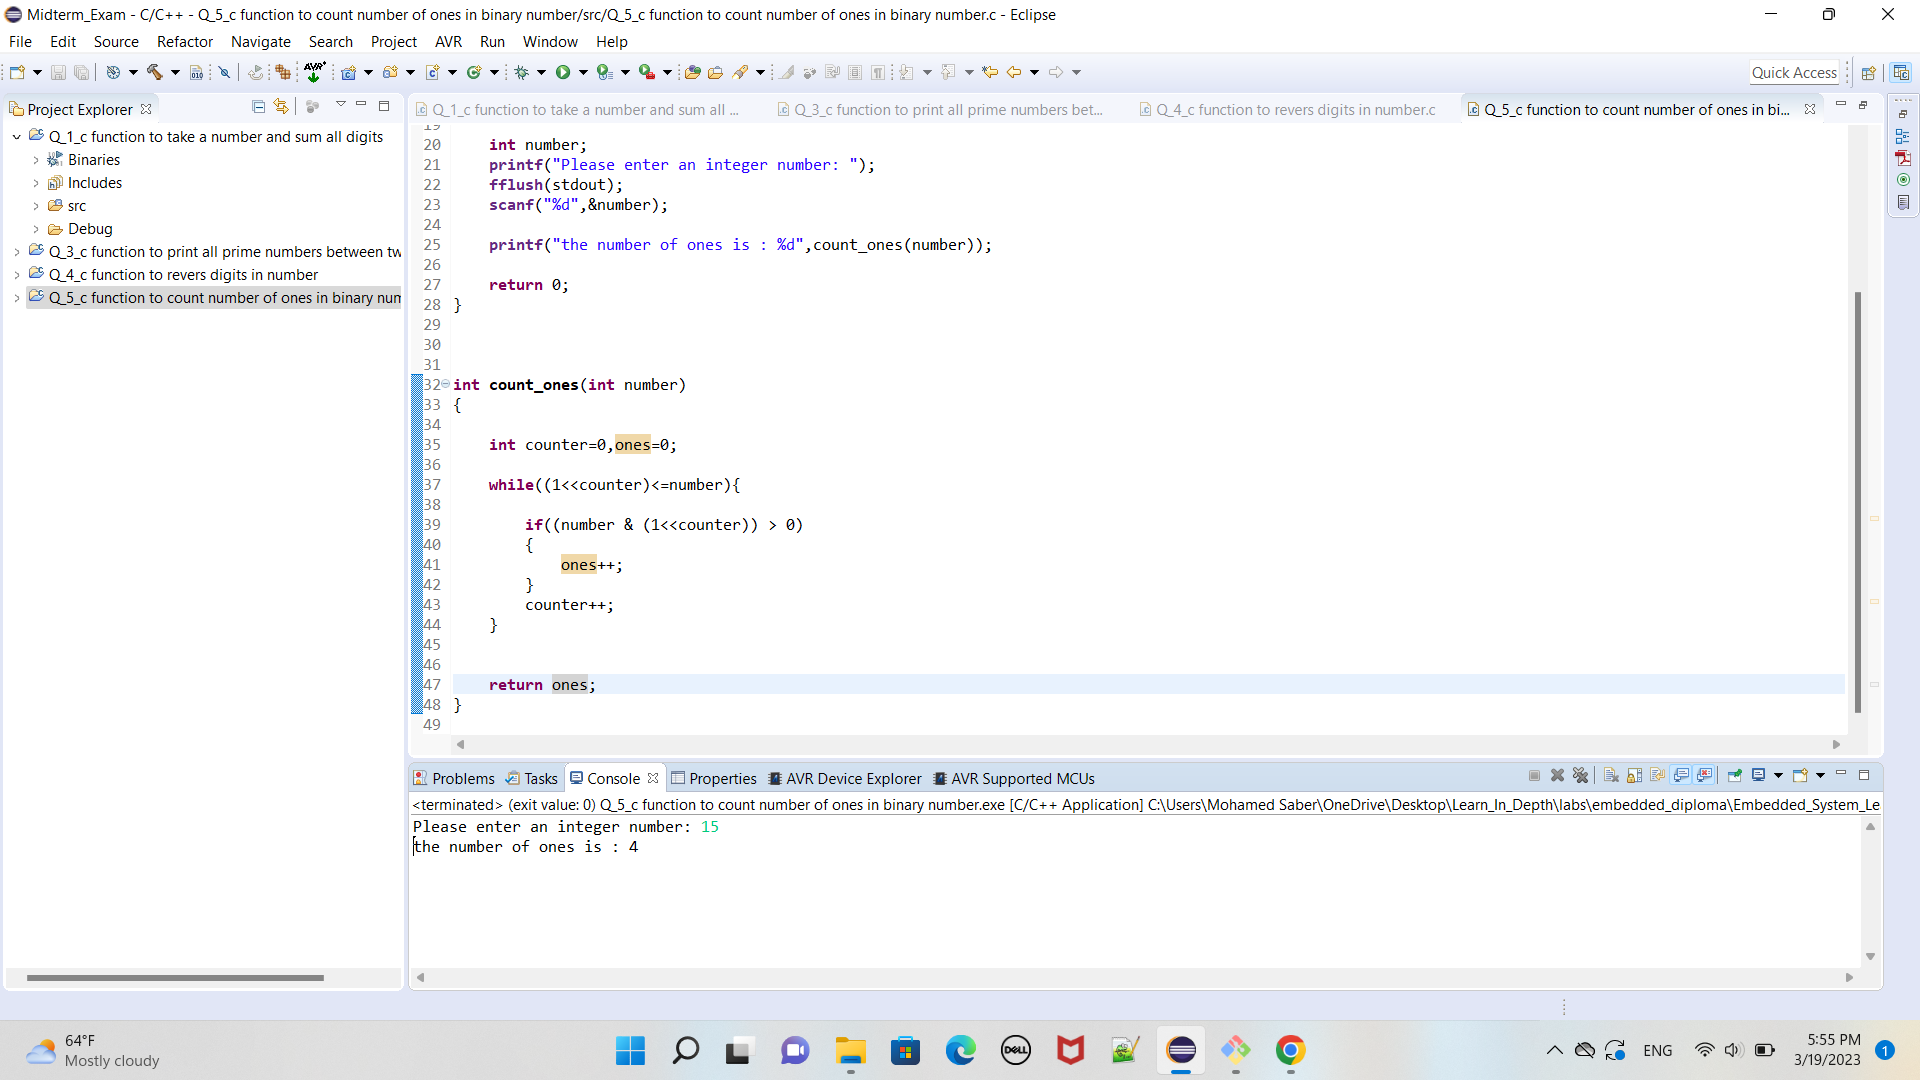 Midterm_Exam - C/C++ - Q_5_c function to count number of ones in binary number/src/Q_5_c function to count number of ones in binary number.c - Eclipse
File Edit Source Refactor Navigate Search Project AVR Run Window Help
Quick Access
Project Explorer
Q_1_c function to take a number and sum all digits
Binaries
Includes
src
Debug
Q_3_c function to print all prime numbers between tw
Q_4_c function to revers digits in number
Q_5_c function to count number of ones in binary num
Q_1_c function to take a number and sum all ...
Q_3_c function to print all prime numbers bet...
Q_4_c function to revers digits in number.c
Q_5_c function to count number of ones in bi...
19
20 int number;
21 printf("Please enter an integer number: ");
22 fflush(stdout);
23 scanf("%d",&number);
24
25 printf("the number of ones is : %d",count_ones(number));
26
27 return 0;
28 }
29
30
31
32 int count_ones(int number)
33 {
34
35 int counter=0,ones=0;
36
37 while((1<<counter)<=number){
38
39 if((number & (1<<counter)) > 0)
40 {
41 ones++;
42 }
43 counter++;
44 }
45
46
47 return ones;
48 }
49
Problems Tasks Console Properties AVR Device Explorer AVR Supported MCUs
<terminated> (exit value: 0) Q_5_c function to count number of ones in binary number.exe [C/C++ Application] C:\Users\Mohamed Saber\OneDrive\Desktop\Learn_In_Depth\labs\embedded_diploma\Embedded_System_Le
Please enter an integer number: 15
the number of ones is : 4
64°F
Mostly cloudy
DELL
ENG
5:55 PM
3/19/2023
1